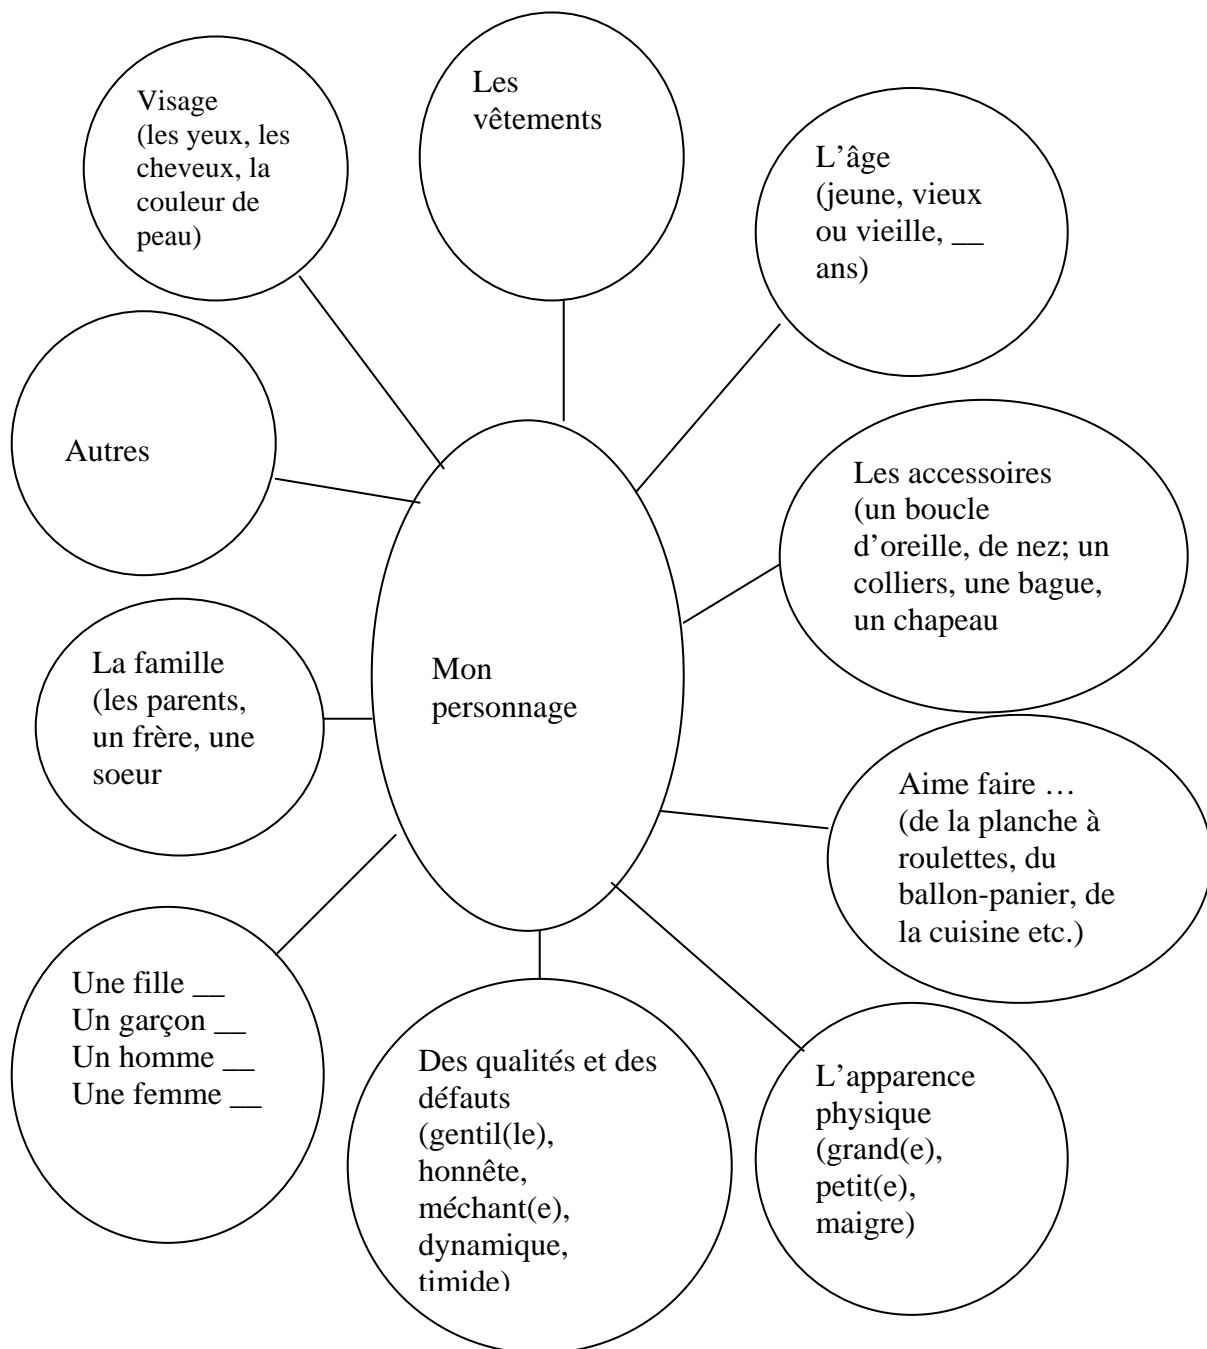 Visage
(les yeux, les
cheveux, la
couleur de
peau)
Les
vêtements
L’âge
(jeune, vieux
ou vieille, __
ans)
Autres
Les accessoires
(un boucle
d’oreille, de nez; un
colliers, une bague,
un chapeau
La famille
(les parents,
un frère, une
soeur
Mon
personnage
Aime faire …
(de la planche à
roulettes, du
ballon-panier, de
la cuisine etc.)
Une fille __
Un garçon __
Un homme __
Une femme __
Des qualités et des
défauts
(gentil(le),
honnête,
méchant(e),
dynamique,
timide)
L’apparence
physique
(grand(e),
petit(e),
maigre)